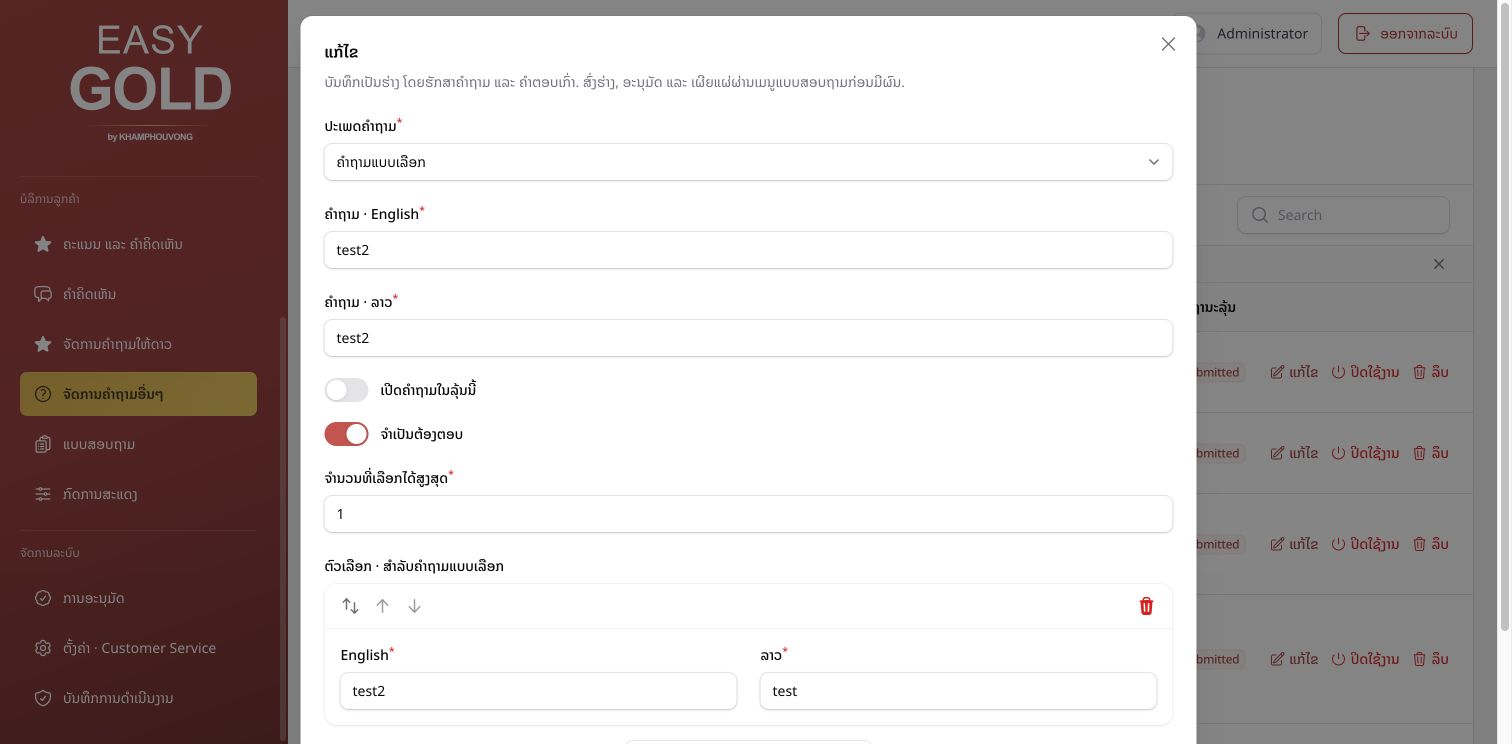 EASY
GOLD
by KHAMPHOUVONG
ບໍລິການລູກຄ້າ
ຄະແນນ ແລະ ຄຳຄິດເຫັນ
ຄຳຄິດເຫັນ
ຈັດການຄຳຖາມໃຫ້ດາວ
ຈັດການຄຳຖາມອື່ນໆ
ແບບສອບຖາມ
ກົດການສະແດງ
ຈັດການລະບົບ
ການອະນຸມັດ
ຕັ້ງຄ່າ · Customer Service
ບັນທຶກການດຳເນີນງານ
Administrator
ອອກຈາກລະບົບ
ແກ້ໄຂ
ບັນທຶກເປັນຮ່າງ ໂດຍຮັກສາຄຳຖາມ ແລະ ຄຳຕອບເກົ່າ. ສົ່ງຮ່າງ, ອະນຸມັດ ແລະ ເຜີຍແຜ່ຜ່ານເມນູແບບສອບຖາມກ່ອນມີຜົນ.
ປະເພດຄຳຖາມ*
ຄຳຖາມແບບເລືອກ
ຄຳຖາມ · English*
test2
ຄຳຖາມ · ລາວ*
test2
ເປີດຄຳຖາມໃນລຸ້ນນີ້
ຈຳເປັນຕ້ອງຕອບ
ຈຳນວນທີ່ເລືອກໄດ້ສູງສຸດ*
1
ຕົວເລືອກ · ສຳລັບຄຳຖາມແບບເລືອກ
English*
test2
ລາວ*
test
Search
ານະລຸ້ນ
bmitted ແກ້ໄຂ ປິດໃຊ້ງານ ລຶບ
bmitted ແກ້ໄຂ ປິດໃຊ້ງານ ລຶບ
bmitted ແກ້ໄຂ ປິດໃຊ້ງານ ລຶບ
bmitted ແກ້ໄຂ ປິດໃຊ້ງານ ລຶບ